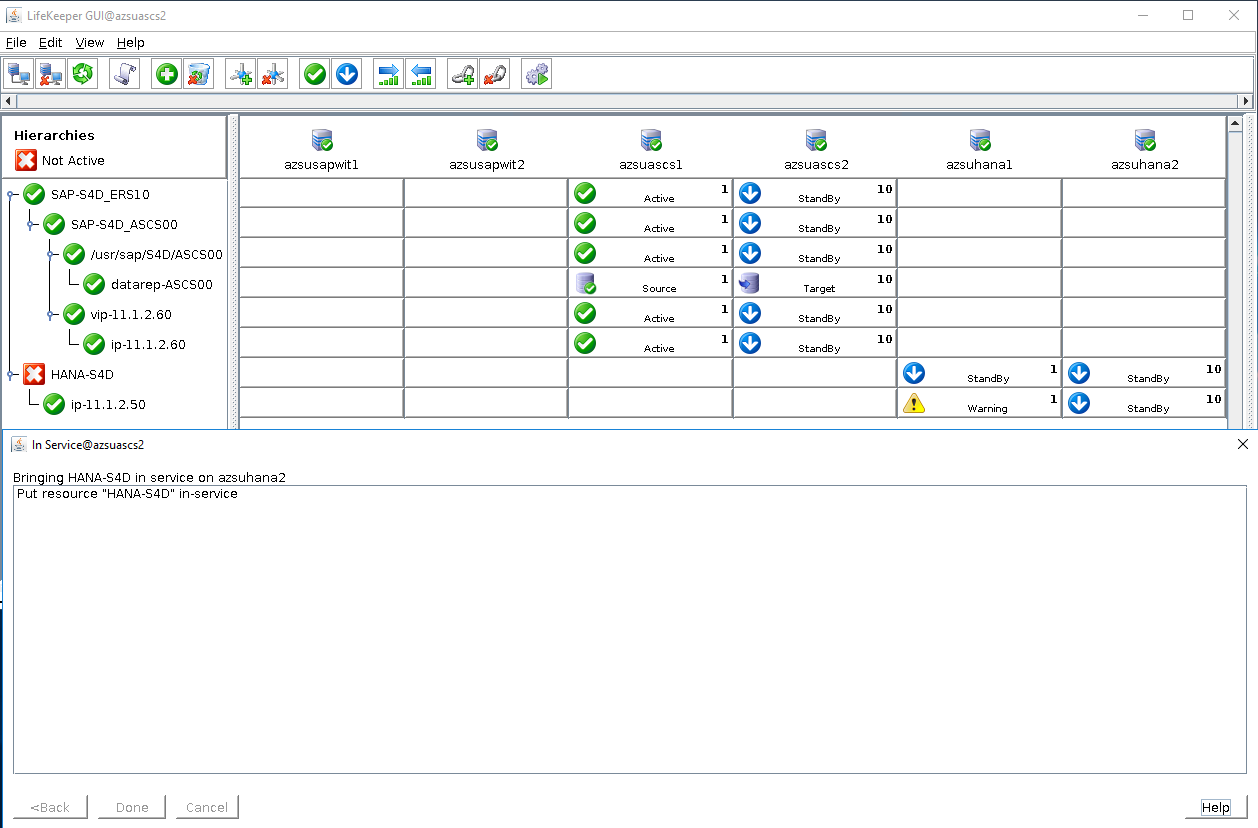 LifeKeeper GUI@azsuascs2
File Edit View Help
Hierarchies
Not Active
azsusapwit1 azsusapwit2 azsuascs1 azsuascs2 azsuhana1 azsuhana2
SAP-S4D_ERS10 Active 1 StandBy 10
SAP-S4D_ASCS00 Active 1 StandBy 10
/usr/sap/S4D/ASCS00 Active 1 StandBy 10
datarep-ASCS00 Source 1 Target 10
vip-11.1.2.60 Active 1 StandBy 10
ip-11.1.2.60 Active 1 StandBy 10
HANA-S4D StandBy 1 StandBy 10
ip-11.1.2.50 Warning 1 StandBy 10
In Service@azsuascs2
Bringing HANA-S4D in service on azsuhana2
Put resource "HANA-S4D" in-service
<Back Done Cancel Help